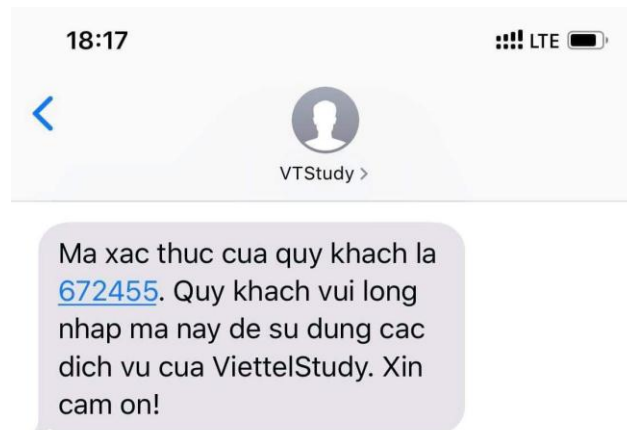 18:17 LTE
VTStudy >
Ma xac thuc cua quy khach la
672455. Quy khach vui long
nhap ma nay de su dung cac
dich vu cua ViettelStudy. Xin
cam on!